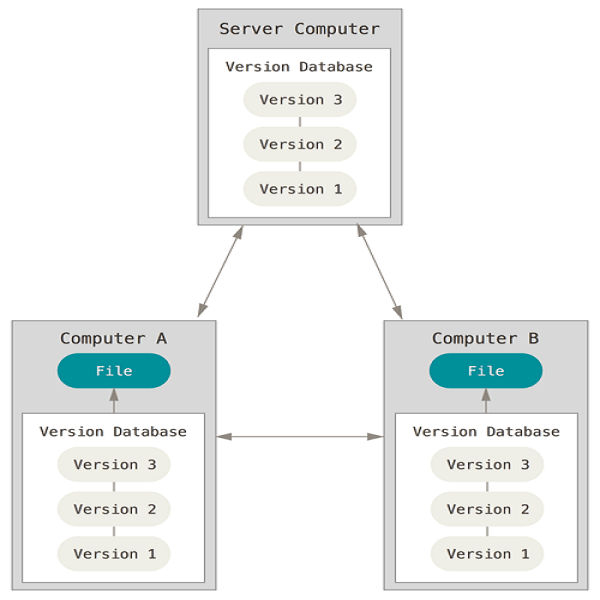 Server Computer
Version Database
Version 3
Version 2
Version 1
Computer A
File
Version Database
Version 3
Version 2
Version 1
Computer B
File
Version Database
Version 3
Version 2
Version 1